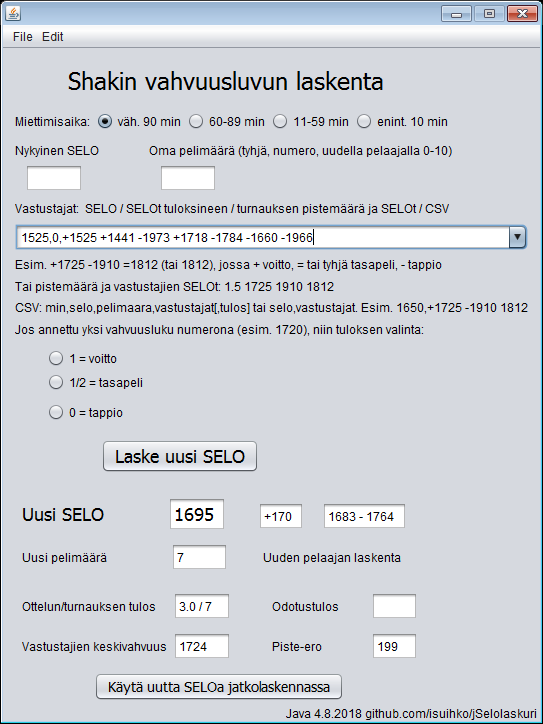 File Edit
Shakin vahvuusluvun laskenta
Miettimisaika: väh. 90 min 60-89 min 11-59 min enint. 10 min
Nykyinen SELO Oma pelimäärä (tyhjä, numero, uudella pelaajalla 0-10)
Vastustajat: SELO / SELOt tuloksineen / turnauksen pistemäärä ja SELOt / CSV
1525,0,+1525 +1441 -1973 +1718 -1784 -1660 -1966
Esim. +1725 -1910 =1812 (tai 1812), jossa + voitto, = tai tyhjä tasapeli, - tappio
Tai pistemäärä ja vastustajien SELOt: 1.5 1725 1910 1812
CSV: min,selo,pelimaara,vastustajat[,tulos] tai selo,vastustajat. Esim. 1650,+1725 -1910 1812
Jos annettu yksi vahvuusluku numerona (esim. 1720), niin tuloksen valinta:
1 = voitto
1/2 = tasapeli
0 = tappio
Laske uusi SELO
Uusi SELO 1695 +170 1683 - 1764
Uusi pelimäärä 7 Uuden pelaajan laskenta
Ottelun/turnauksen tulos 3.0 / 7 Odotustulos
Vastustajien keskivahvuus 1724 Piste-ero 199
Käytä uutta SELOa jatkolaskennassa
Java 4.8.2018 github.com/isuihko/jSelolaskuri